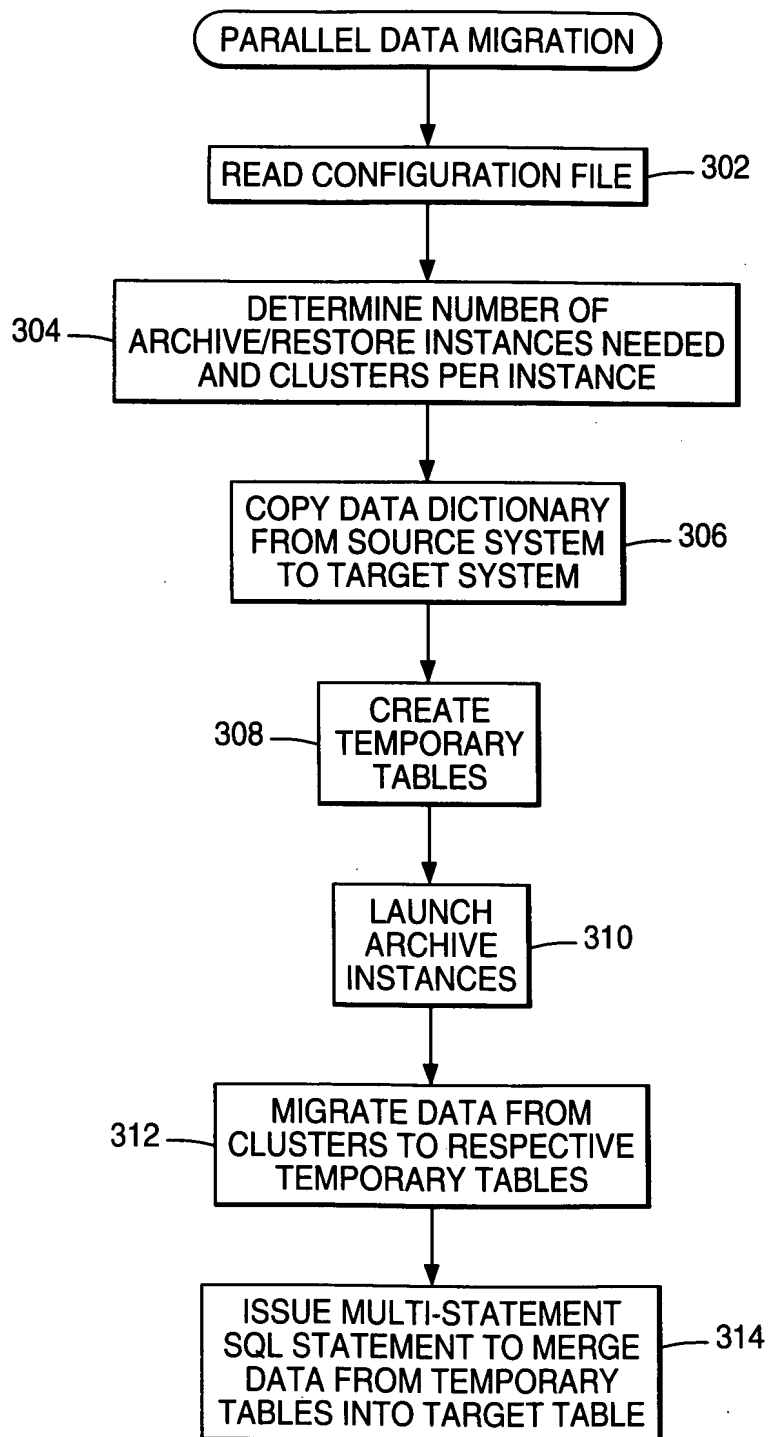 PARALLEL DATA MIGRATION
READ CONFIGURATION FILE
302
304
DETERMINE NUMBER OF
ARCHIVE/RESTORE INSTANCES NEEDED
AND CLUSTERS PER INSTANCE
COPY DATA DICTIONARY
FROM SOURCE SYSTEM
TO TARGET SYSTEM
306
308
CREATE
TEMPORARY
TABLES
LAUNCH
ARCHIVE
INSTANCES
310
312
MIGRATE DATA FROM
CLUSTERS TO RESPECTIVE
TEMPORARY TABLES
ISSUE MULTI-STATEMENT
SQL STATEMENT TO MERGE
DATA FROM TEMPORARY
TABLES INTO TARGET TABLE
314